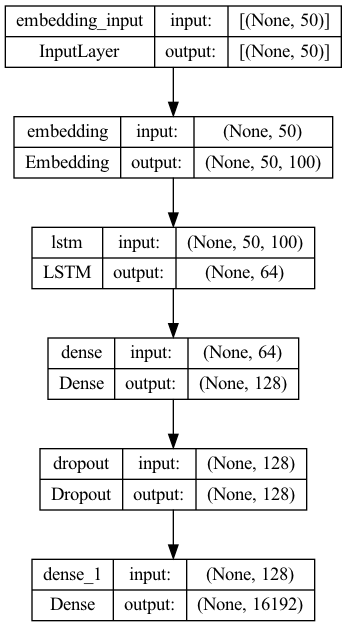 embedding_input input: [(None, 50)]
InputLayer output: [(None, 50)]
embedding input: (None, 50)
Embedding output: (None, 50, 100)
lstm input: (None, 50, 100)
LSTM output: (None, 64)
dense input: (None, 64)
Dense output: (None, 128)
dropout input: (None, 128)
Dropout output: (None, 128)
dense_1 input: (None, 128)
Dense output: (None, 16192)